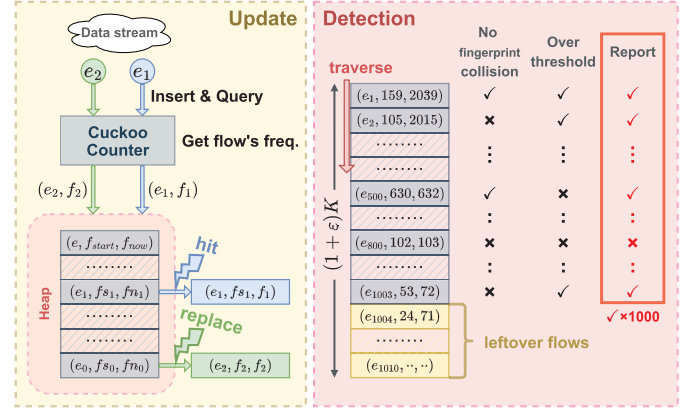 Update
Data stream
e₂
e₁
Insert & Query
Cuckoo
Counter
Get flow's freq.
(e₂, f₂)
(e₁, f₁)
Heap
(e, f_start, f_now)
........
(e₁, fs₁, fn₁)
........
........
(e₀, fs₀, fn₀)
hit
(e₁, fs₁, f₁)
replace
(e₂, f₂, f₂)
Detection
traverse
No
fingerprint
collision
Over
threshold
Report
(1 + ε)K
(e₁, 159, 2039) ✓ ✓ ✓
(e₂, 105, 2015) × ✓ ✓
........
........
(e₅₀₀, 630, 632) ✓ × ✓
........
(e₈₀₀, 102, 103) × × ×
........
(e₁₀₀₃, 53, 72) × ✓ ✓
(e₁₀₀₄, 24, 71)
........
(e₁₀₁₀, ··, ··)
✓×1000
leftover flows